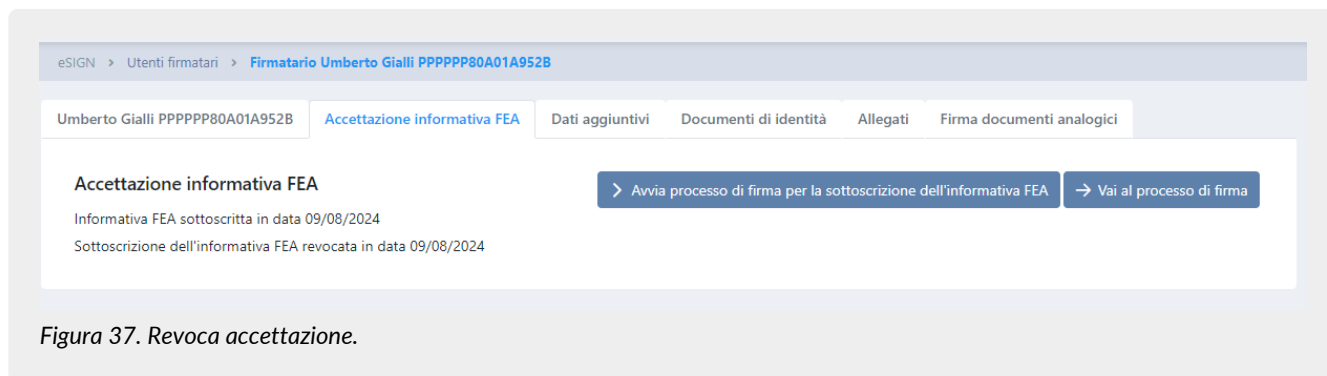 eSIGN > Utenti firmatari > Firmatario Umberto Gialli PPPPPP80A01A952B
Umberto Gialli PPPPPP80A01A952B Accettazione informativa FEA Dati aggiuntivi Documenti di identità Allegati Firma documenti analogici
Accettazione informativa FEA
> Avvia processo di firma per la sottoscrizione dell'informativa FEA → Vai al processo di firma
Informativa FEA sottoscritta in data 09/08/2024
Sottoscrizione dell'informativa FEA revocata in data 09/08/2024
Figura 37. Revoca accettazione.